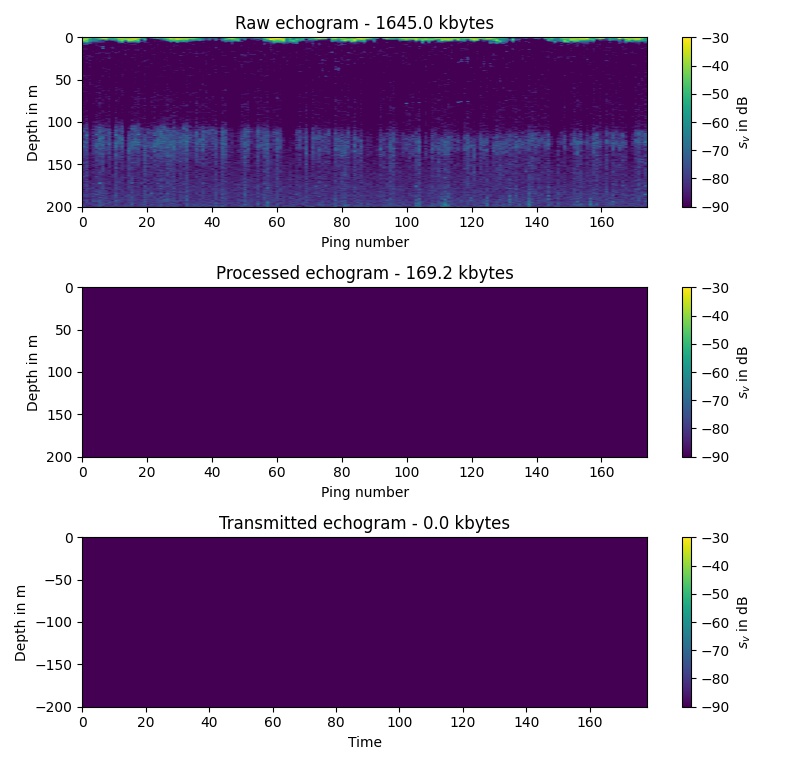 Raw echogram - 1645.0 kbytes
0
50
100
150
200
Depth in m
0 20 40 60 80 100 120 140 160
Ping number
−30
−40
−50
−60
−70
−80
−90
sv in dB
Processed echogram - 169.2 kbytes
0
50
100
150
200
Depth in m
0 20 40 60 80 100 120 140 160
Ping number
−30
−40
−50
−60
−70
−80
−90
sv in dB
Transmitted echogram - 0.0 kbytes
0
−50
−100
−150
−200
Depth in m
0 20 40 60 80 100 120 140 160
Time
−30
−40
−50
−60
−70
−80
−90
sv in dB